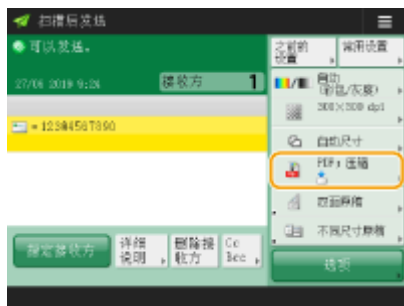 扫描后发送
可以发送。
之前的
设置
常用设置
27/06 2019 9:26
接收方 1
自动
(彩色/灰度)
300×300 dpi
=1234567890
自动尺寸
PDF; 压缩
双面原稿
不同尺寸原稿
指定接收方
详细
说明
删除接
收方
Cc
Bcc
选项